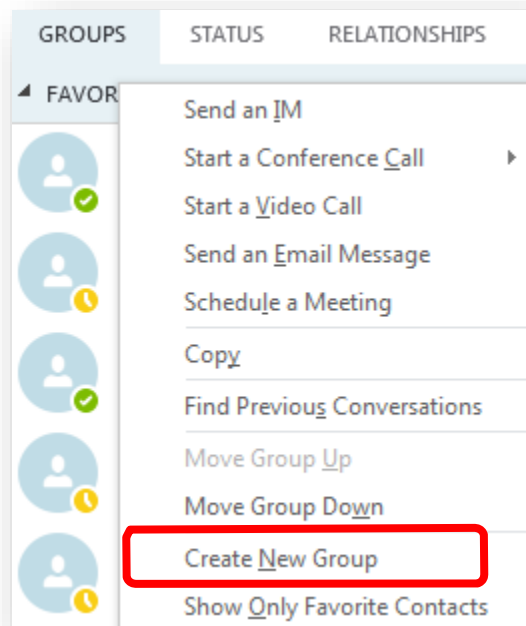 GROUPS STATUS RELATIONSHIPS
FAVOR
Send an IM
Start a Conference Call
Start a Video Call
Send an Email Message
Schedule a Meeting
Copy
Find Previous Conversations
Move Group Up
Move Group Down
Create New Group
Show Only Favorite Contacts